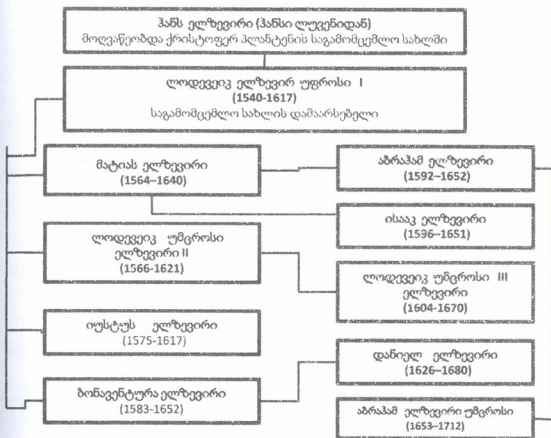 ჰანს ელზევირი (ჰანსი ლუვენიდან)
მოღვაწეობდა ქრისტოფერ პლანტენის საგამომცემლო სახლში
ლოდევეიკ ელზევირ უფროსი I
(1540-1617)
საგამომცემლო სახლის დამაარსებელი
მატიას ელზევირი
(1564–1640)
აბრაჰამ ელზევირი
(1592–1652)
ისააკ ელზევირი
(1596–1651)
ლოდევეიკ უმცროსი
ელზევირი II
(1566-1621)
ლოდევეიკ უმცროსი III
ელზევირი
(1604-1670)
იუსტუს ელზევირი
(1575-1617)
დანიელ ელზევირი
(1626–1680)
ბონავენტურა ელზევირი
(1583-1652)
აბრაჰამ ელზევირი უმცროსი
(1653–1712)